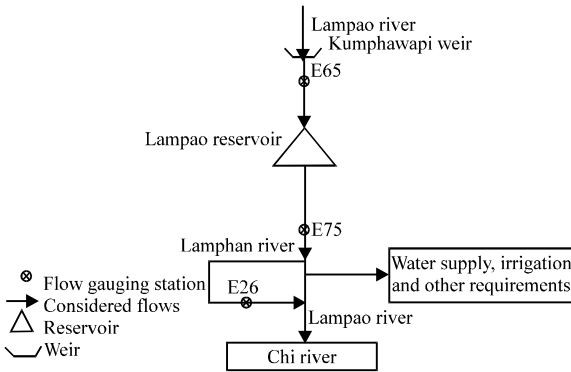 Lampao river
Kumphawapi weir
E65
Lampao reservoir
E75
Lamphan river
Water supply, irrigation
and other requirements
Flow gauging station
E26
Considered flows
Lampao river
Reservoir
Weir
Chi river